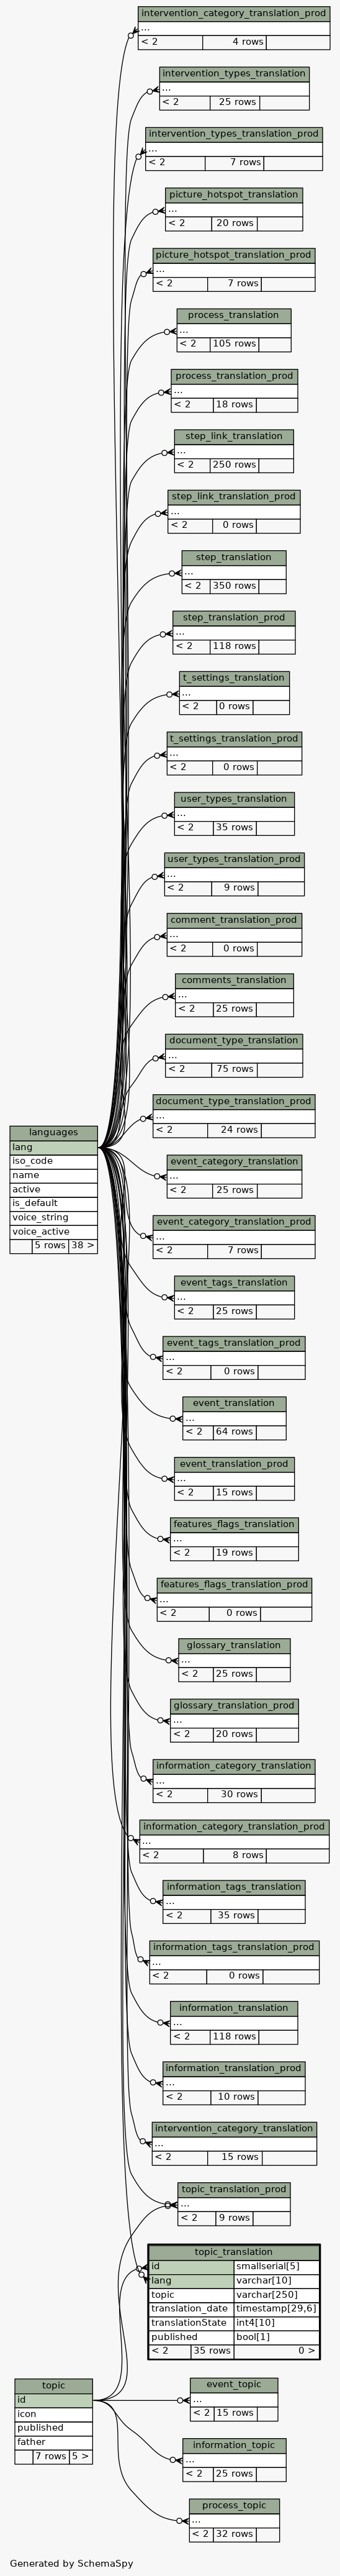 intervention_category_translation_prod
...
< 2 4 rows
intervention_types_translation
...
< 2 25 rows
intervention_types_translation_prod
...
< 2 7 rows
picture_hotspot_translation
...
< 2 20 rows
picture_hotspot_translation_prod
...
< 2 7 rows
process_translation
...
< 2 105 rows
process_translation_prod
...
< 2 18 rows
step_link_translation
...
< 2 250 rows
step_link_translation_prod
...
< 2 0 rows
step_translation
...
< 2 350 rows
step_translation_prod
...
< 2 118 rows
t_settings_translation
...
< 2 0 rows
t_settings_translation_prod
...
< 2 0 rows
user_types_translation
...
< 2 35 rows
user_types_translation_prod
...
< 2 9 rows
comment_translation_prod
...
< 2 0 rows
comments_translation
...
< 2 25 rows
document_type_translation
...
< 2 75 rows
document_type_translation_prod
...
< 2 24 rows
languages
lang
iso_code
name
active
is_default
voice_string
voice_active
5 rows 38 >
event_category_translation
...
< 2 25 rows
event_category_translation_prod
...
< 2 7 rows
event_tags_translation
...
< 2 25 rows
event_tags_translation_prod
...
< 2 0 rows
event_translation
...
< 2 64 rows
event_translation_prod
...
< 2 15 rows
features_flags_translation
...
< 2 19 rows
features_flags_translation_prod
...
< 2 0 rows
glossary_translation
...
< 2 25 rows
glossary_translation_prod
...
< 2 20 rows
information_category_translation
...
< 2 30 rows
information_category_translation_prod
...
< 2 8 rows
information_tags_translation
...
< 2 35 rows
information_tags_translation_prod
...
< 2 0 rows
information_translation
...
< 2 118 rows
information_translation_prod
...
< 2 10 rows
intervention_category_translation
...
< 2 15 rows
topic_translation_prod
...
< 2 9 rows
topic_translation
id smallserial[5]
lang varchar[10]
topic varchar[250]
translation_date timestamp[29,6]
translationState int4[10]
published bool[1]
< 2 35 rows 0 >
topic
id
icon
published
father
7 rows 5 >
event_topic
...
< 2 15 rows
information_topic
...
< 2 25 rows
process_topic
...
< 2 32 rows
Generated by SchemaSpy